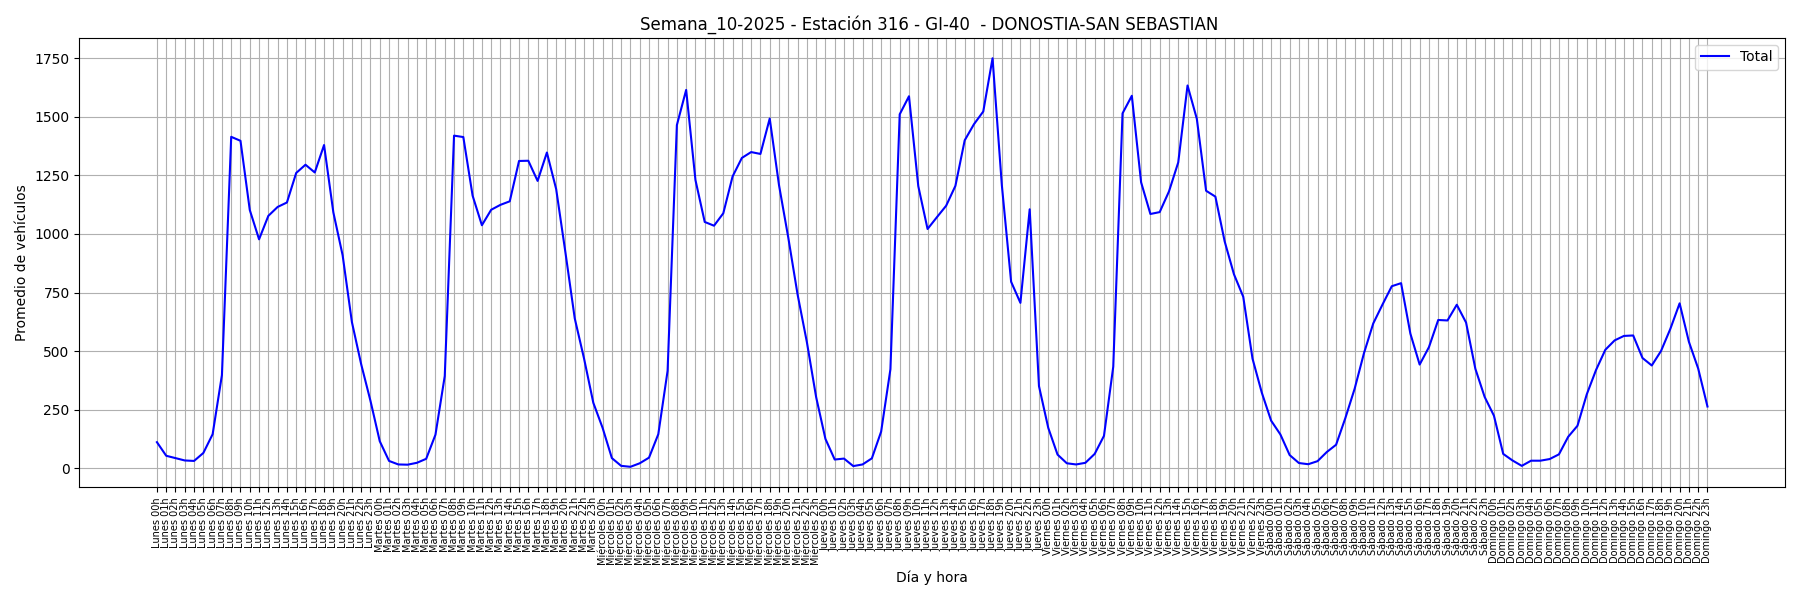 Semana_10-2025 - Estación 316 - GI-40 - DONOSTIA-SAN SEBASTIAN
Total
Promedio de vehículos
1750
1500
1250
1000
750
500
250
0
Lunes 00h
Lunes 01h
Lunes 02h
Lunes 03h
Lunes 04h
Lunes 05h
Lunes 06h
Lunes 07h
Lunes 08h
Lunes 09h
Lunes 10h
Lunes 11h
Lunes 12h
Lunes 13h
Lunes 14h
Lunes 15h
Lunes 16h
Lunes 17h
Lunes 18h
Lunes 19h
Lunes 20h
Lunes 21h
Lunes 22h
Lunes 23h
Martes 00h
Martes 01h
Martes 02h
Martes 03h
Martes 04h
Martes 05h
Martes 06h
Martes 07h
Martes 08h
Martes 09h
Martes 10h
Martes 11h
Martes 12h
Martes 13h
Martes 14h
Martes 15h
Martes 16h
Martes 17h
Martes 18h
Martes 19h
Martes 20h
Martes 21h
Martes 22h
Martes 23h
Miércoles 00h
Miércoles 01h
Miércoles 02h
Miércoles 03h
Miércoles 04h
Miércoles 05h
Miércoles 06h
Miércoles 07h
Miércoles 08h
Miércoles 09h
Miércoles 10h
Miércoles 11h
Miércoles 12h
Miércoles 13h
Miércoles 14h
Miércoles 15h
Miércoles 16h
Miércoles 17h
Miércoles 18h
Miércoles 19h
Miércoles 20h
Miércoles 21h
Miércoles 22h
Miércoles 23h
Jueves 00h
Jueves 01h
Jueves 02h
Jueves 03h
Jueves 04h
Jueves 05h
Jueves 06h
Jueves 07h
Jueves 08h
Jueves 09h
Jueves 10h
Jueves 11h
Jueves 12h
Jueves 13h
Jueves 14h
Jueves 15h
Jueves 16h
Jueves 17h
Jueves 18h
Jueves 19h
Jueves 20h
Jueves 21h
Jueves 22h
Jueves 23h
Viernes 00h
Viernes 01h
Viernes 02h
Viernes 03h
Viernes 04h
Viernes 05h
Viernes 06h
Viernes 07h
Viernes 08h
Viernes 09h
Viernes 10h
Viernes 11h
Viernes 12h
Viernes 13h
Viernes 14h
Viernes 15h
Viernes 16h
Viernes 17h
Viernes 18h
Viernes 19h
Viernes 20h
Viernes 21h
Viernes 22h
Viernes 23h
Sábado 00h
Sábado 01h
Sábado 02h
Sábado 03h
Sábado 04h
Sábado 05h
Sábado 06h
Sábado 07h
Sábado 08h
Sábado 09h
Sábado 10h
Sábado 11h
Sábado 12h
Sábado 13h
Sábado 14h
Sábado 15h
Sábado 16h
Sábado 17h
Sábado 18h
Sábado 19h
Sábado 20h
Sábado 21h
Sábado 22h
Sábado 23h
Domingo 00h
Domingo 01h
Domingo 02h
Domingo 03h
Domingo 04h
Domingo 05h
Domingo 06h
Domingo 07h
Domingo 08h
Domingo 09h
Domingo 10h
Domingo 11h
Domingo 12h
Domingo 13h
Domingo 14h
Domingo 15h
Domingo 16h
Domingo 17h
Domingo 18h
Domingo 19h
Domingo 20h
Domingo 21h
Domingo 22h
Domingo 23h
Día y hora